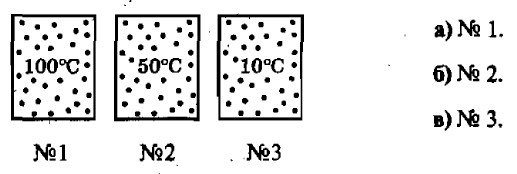 100°C 50°C 10°C
№1 №2 №3
а) № 1.
б) № 2.
в) № 3.